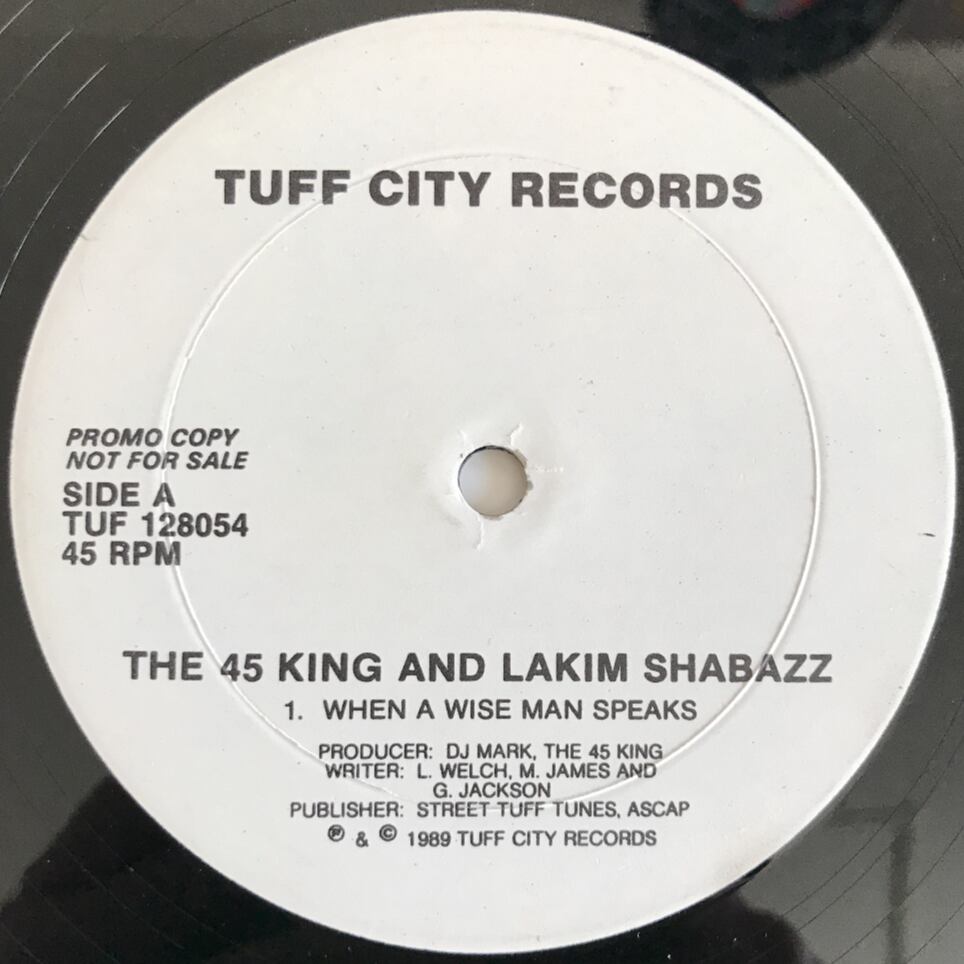 TUFF CITY RECORDS
PROMO COPY
NOT FOR SALE
SIDE A
TUF 128054
45 RPM
THE 45 KING AND LAKIM SHABAZZ
1. WHEN A WISE MAN SPEAKS
PRODUCER: DJ MARK, THE 45 KING
WRITER: L. WELCH, M. JAMES AND
G. JACKSON
PUBLISHER: STREET TUFF TUNES, ASCAP
℗ & © 1989 TUFF CITY RECORDS